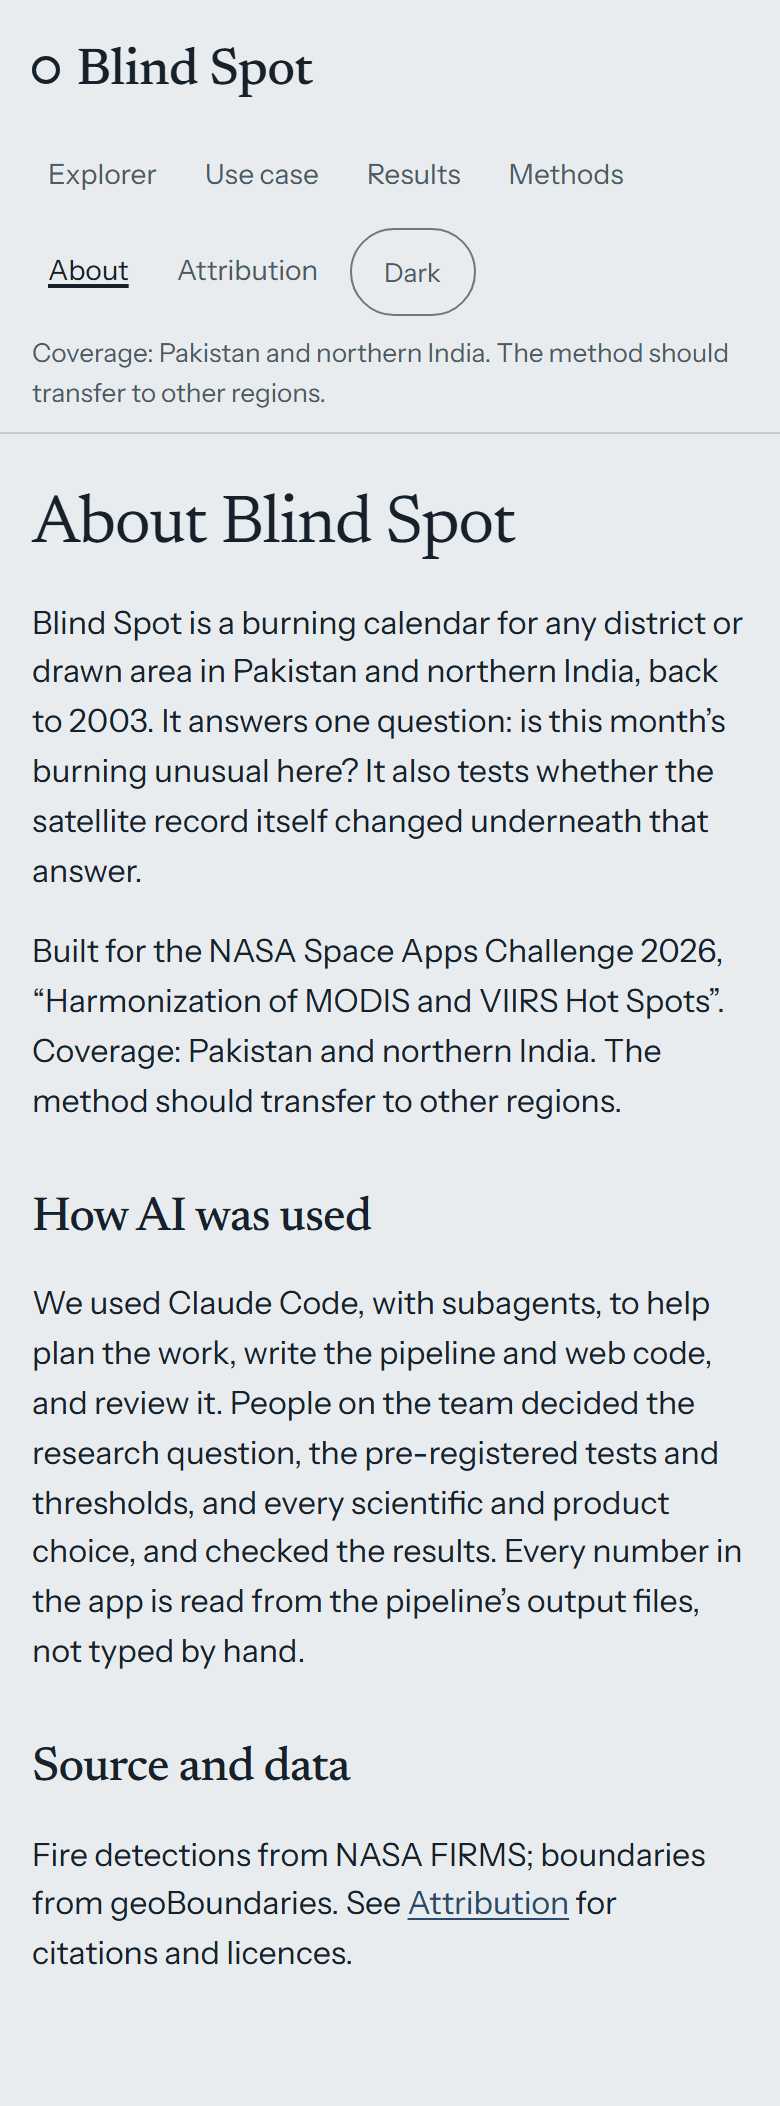 Blind Spot
Explorer Use case Results Methods
About Attribution Dark
Coverage: Pakistan and northern India. The method should
transfer to other regions.
About Blind Spot
Blind Spot is a burning calendar for any district or
drawn area in Pakistan and northern India, back
to 2003. It answers one question: is this month’s
burning unusual here? It also tests whether the
satellite record itself changed underneath that
answer.
Built for the NASA Space Apps Challenge 2026,
“Harmonization of MODIS and VIIRS Hot Spots”.
Coverage: Pakistan and northern India. The
method should transfer to other regions.
How AI was used
We used Claude Code, with subagents, to help
plan the work, write the pipeline and web code,
and review it. People on the team decided the
research question, the pre-registered tests and
thresholds, and every scientific and product
choice, and checked the results. Every number in
the app is read from the pipeline’s output files,
not typed by hand.
Source and data
Fire detections from NASA FIRMS; boundaries
from geoBoundaries. See Attribution for
citations and licences.